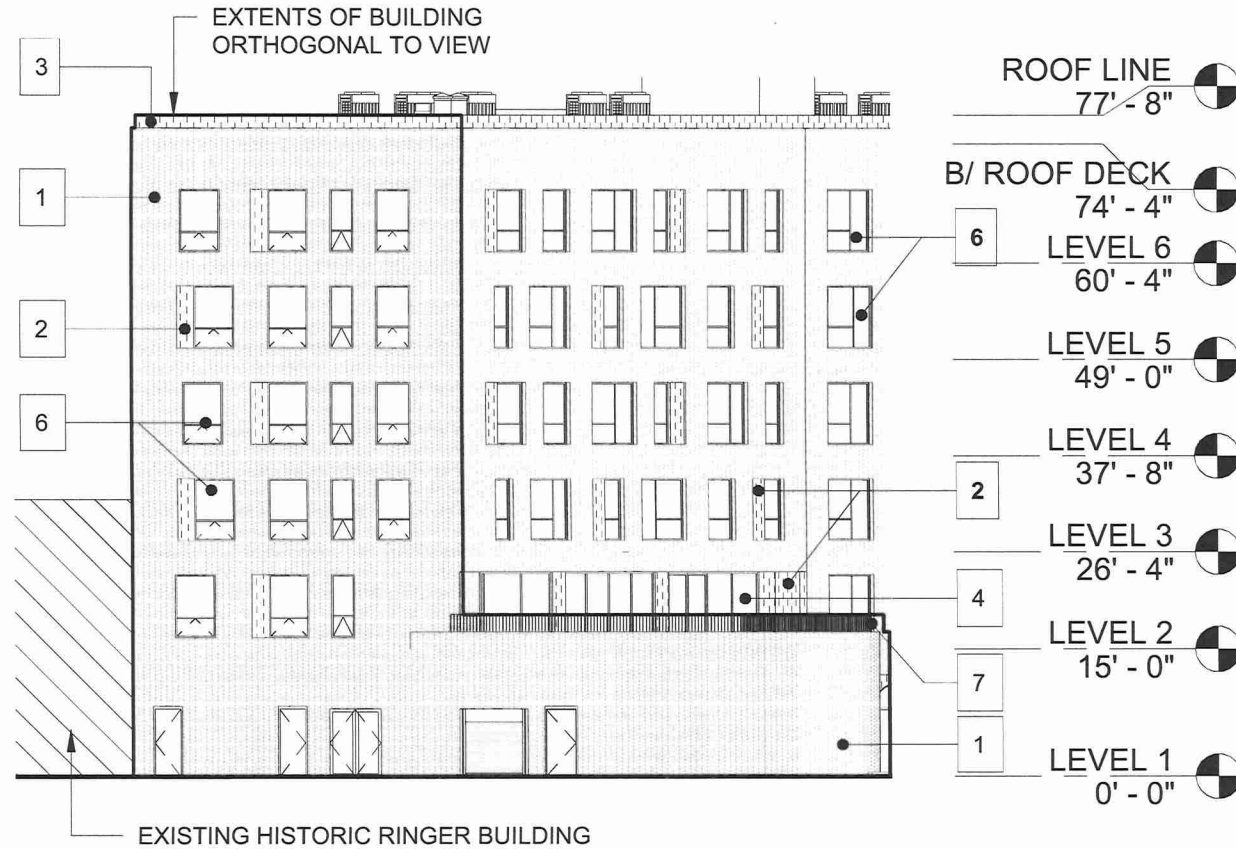 EXTENTS OF BUILDING
ORTHOGONAL TO VIEW
3
1
2
6
ROOF LINE
77' - 8"
B/ ROOF DECK
74' - 4"
6
LEVEL 6
60' - 4"
LEVEL 5
49' - 0"
LEVEL 4
37' - 8"
2
LEVEL 3
26' - 4"
4
LEVEL 2
15' - 0"
7
1
LEVEL 1
0' - 0"
EXISTING HISTORIC RINGER BUILDING